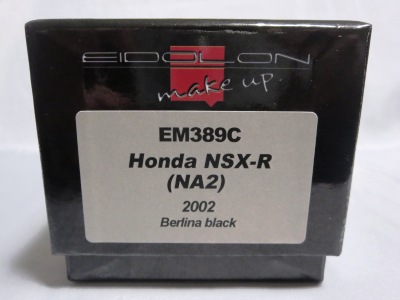 EIDOLON
make up.
EM389C
Honda NSX-R
(NA2)
2002
Berlina black